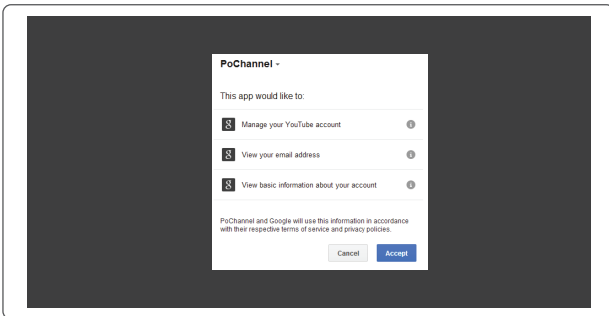 PoChannel
This app would like to:
Manage your YouTube account
View your email address
View basic information about your account
PoChannel and Google will use this information in accordance
with their respective terms of service and privacy policies.
Cancel Accept